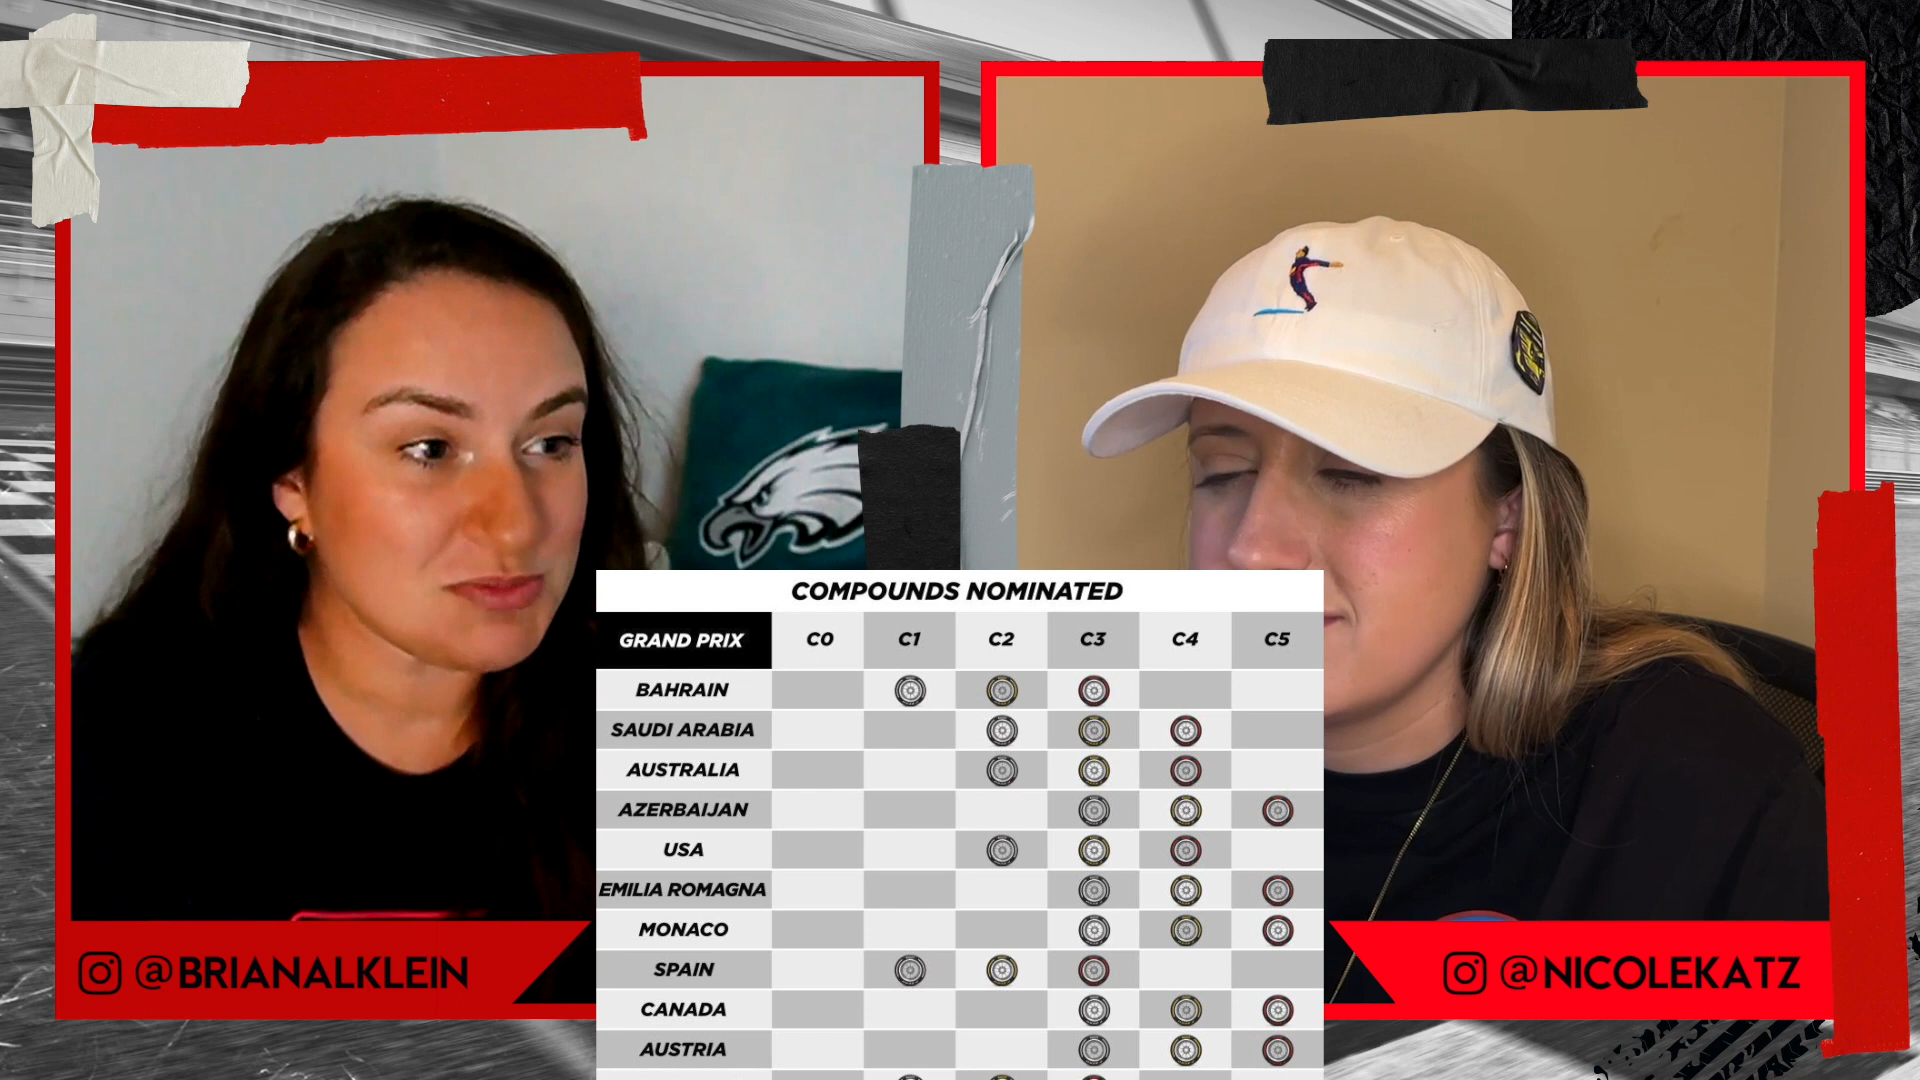 COMPOUNDS NOMINATED
GRAND PRIX C0 C1 C2 C3 C4 C5
BAHRAIN
SAUDI ARABIA
AUSTRALIA
AZERBAIJAN
USA
EMILIA ROMAGNA
MONACO
SPAIN
CANADA
AUSTRIA
@BRIANALKLEIN
@NICOLEKATZ